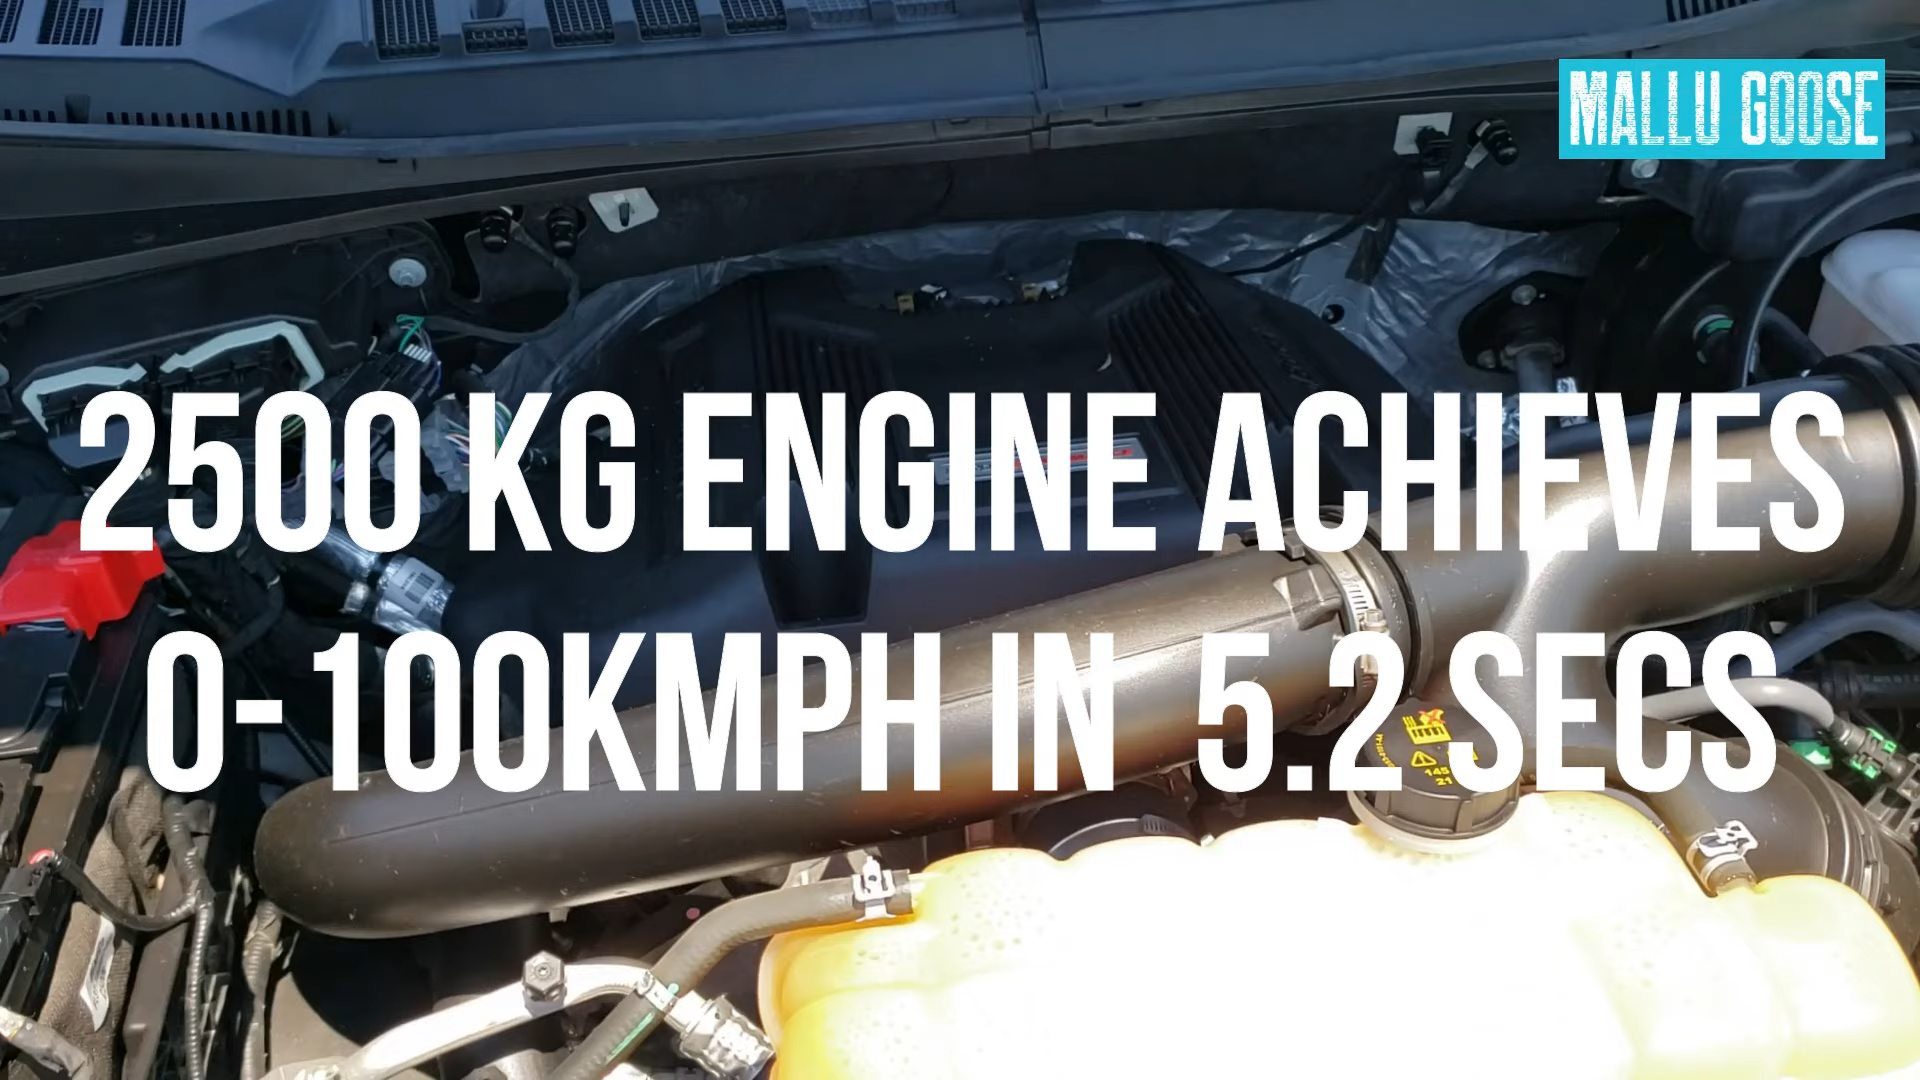 MALLU GOOSE
2500 KG ENGINE ACHIEVES
0-100KMPH IN 5.2 SECS